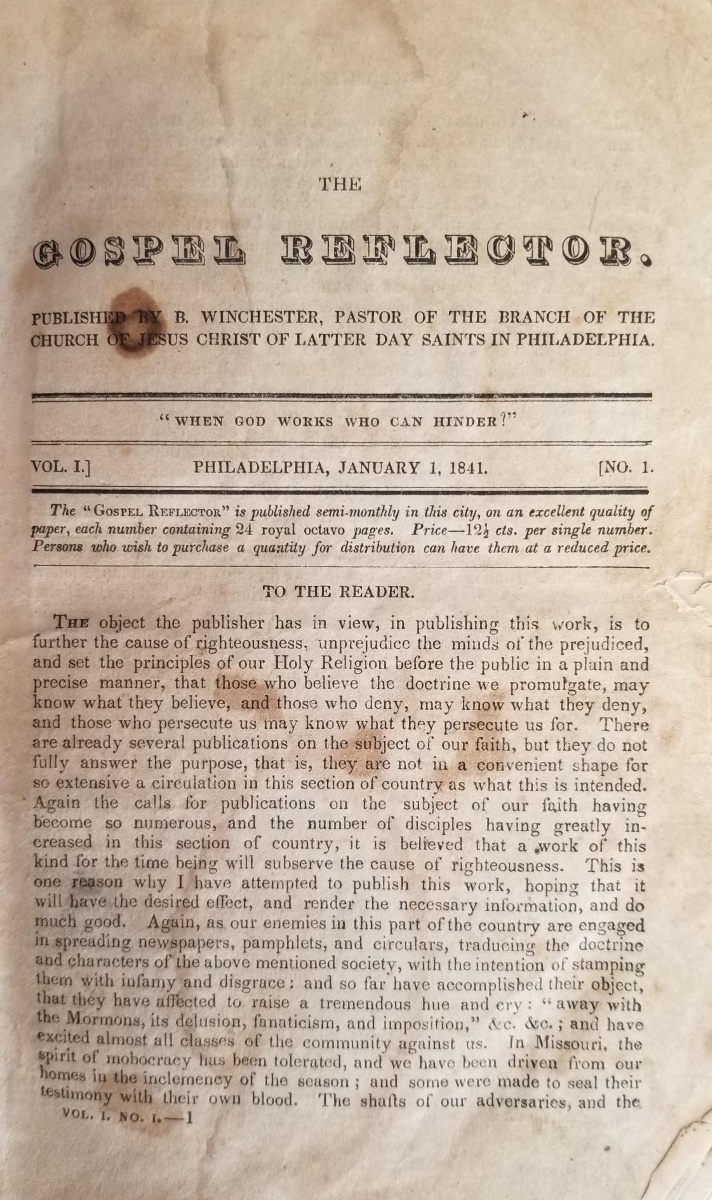 THE
GOSPEL REFLECTOR.
PUBLISHED BY B. WINCHESTER, PASTOR OF THE BRANCH OF THE
CHURCH OF JESUS CHRIST OF LATTER DAY SAINTS IN PHILADELPHIA.
"WHEN GOD WORKS WHO CAN HINDER?"
VOL. I.] PHILADELPHIA, JANUARY 1, 1841. [NO. 1.
The "GOSPEL REFLECTOR" is published semi-monthly in this city, on an excellent quality of
paper, each number containing 24 royal octavo pages. Price—12½ cts. per single number.
Persons who wish to purchase a quantity for distribution can have them at a reduced price.
TO THE READER.
THE object the publisher has in view, in publishing this work, is to
further the cause of righteousness, unprejudice the minds of the prejudiced,
and set the principles of our Holy Religion before the public in a plain and
precise manner, that those who believe the doctrine we promulgate, may
know what they believe, and those who deny, may know what they deny,
and those who persecute us may know what they persecute us for. There
are already several publications on the subject of our faith, but they do not
fully answer the purpose, that is, they are not in a convenient shape for
so extensive a circulation in this section of country as what this is intended.
Again the calls for publications on the subject of our faith having
become so numerous, and the number of disciples having greatly in-
creased in this section of country, it is believed that a work of this
kind for the time being will subserve the cause of righteousness. This is
one reason why I have attempted to publish this work, hoping that it
will have the desired effect, and render the necessary information, and do
much good. Again, as our enemies in this part of the country are engaged
in spreading newspapers, pamphlets, and circulars, traducing the doctrine
and characters of the above mentioned society, with the intention of stamping
them with infamy and disgrace: and so far have accomplished their object,
that they have affected to raise a tremendous hue and cry: "away with
the Mormons, its delusion, fanaticism, and imposition," &c. &c.; and have
excited almost all classes of the community against us. In Missouri, the
spirit of mobocracy has been tolerated, and we have been driven from our
homes in the inclemency of the season; and some were made to seal their
testimony with their own blood. The shafts of our adversaries, and the
VOL. I. NO. I.—1